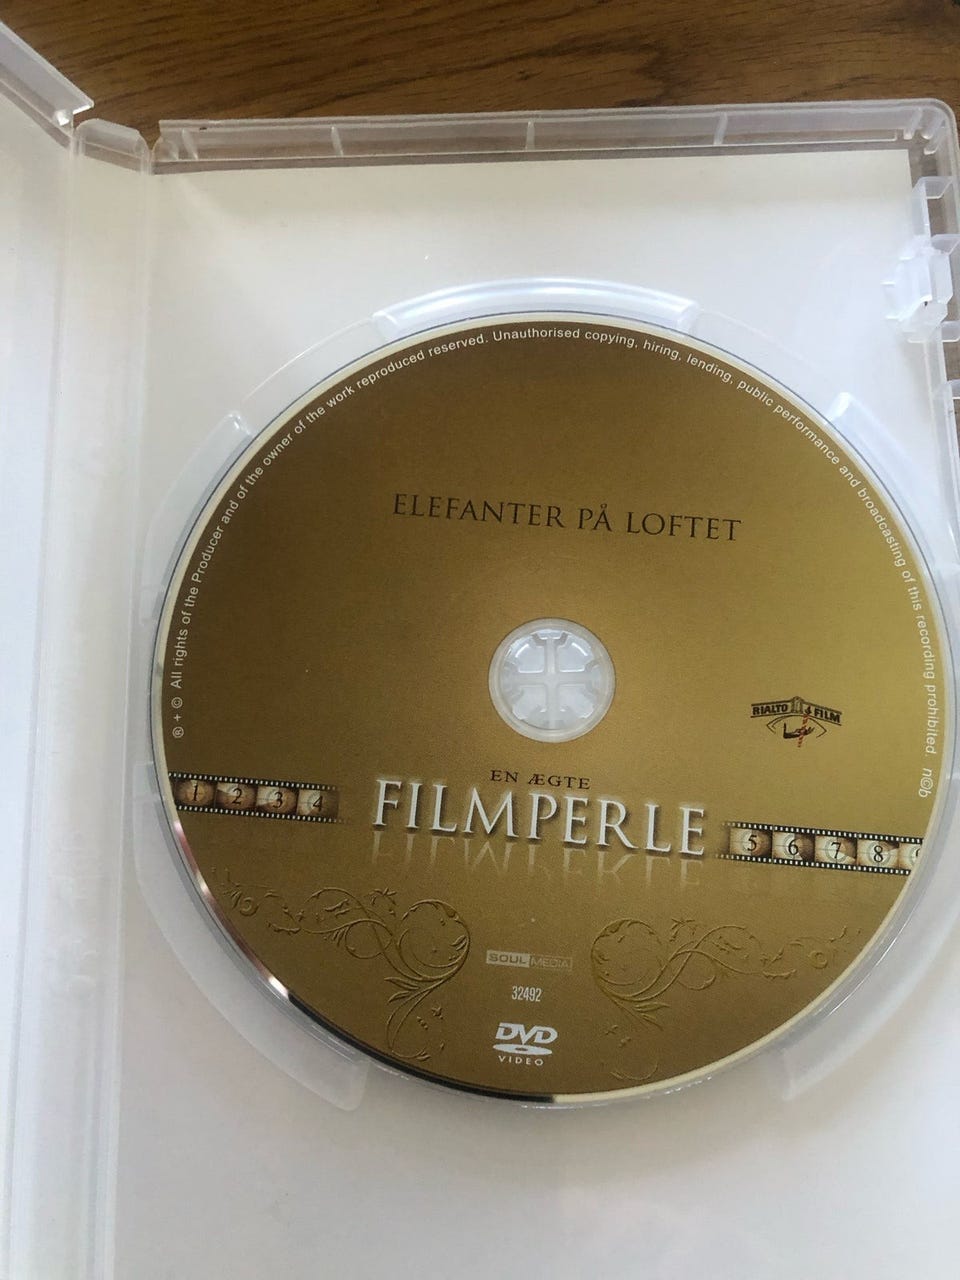 ℗ + © All rights of the Producer and of the owner of the work reproduced reserved. Unauthorised copying, hiring, lending, public performance and broadcasting of this recording prohibited. n©b
ELEFANTER PÅ LOFTET
RIALTO FILM
EN ÆGTE
FILMPERLE
1 2 3 4
5 6 7 8
SOUL MEDIA
32492
DVD
VIDEO